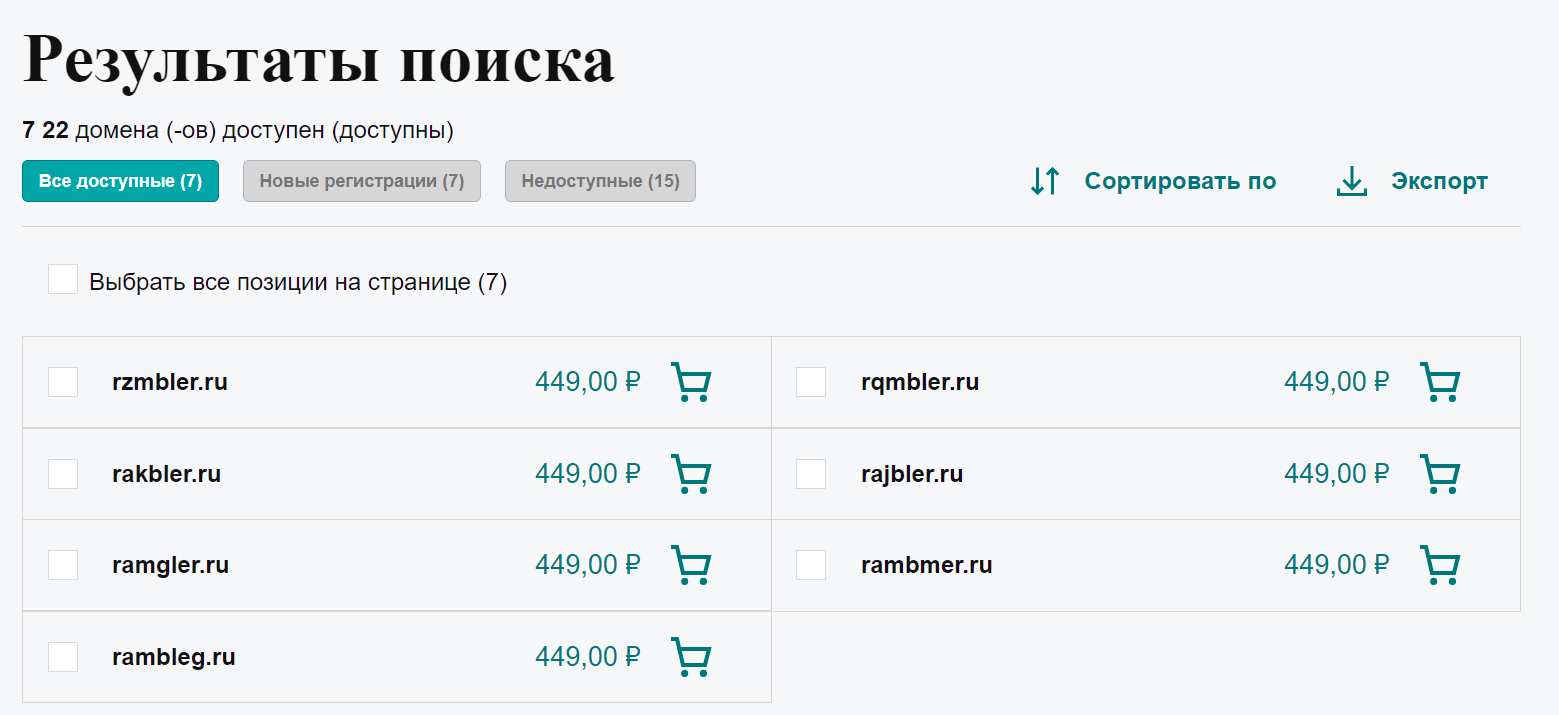 Результаты поиска
7 22 домена (-ов) доступен (доступны)
Все доступные (7) Новые регистрации (7) Недоступные (15) Сортировать по Экспорт
Выбрать все позиции на странице (7)
rzmbler.ru 449,00 ₽ rqmbler.ru 449,00 ₽
rakbler.ru 449,00 ₽ rajbler.ru 449,00 ₽
ramgler.ru 449,00 ₽ rambmer.ru 449,00 ₽
rambleg.ru 449,00 ₽